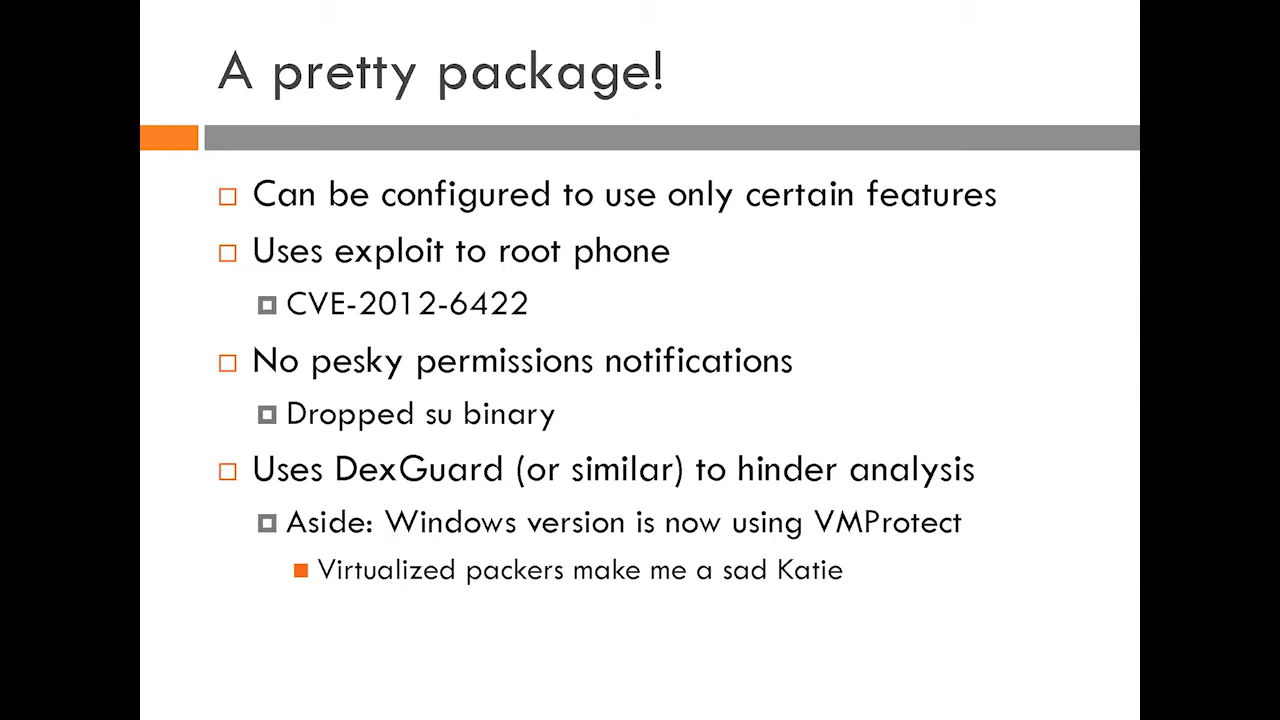 A pretty package!
Can be configured to use only certain features
Uses exploit to root phone
CVE-2012-6422
No pesky permissions notifications
Dropped su binary
Uses DexGuard (or similar) to hinder analysis
Aside: Windows version is now using VMProtect
Virtualized packers make me a sad Katie